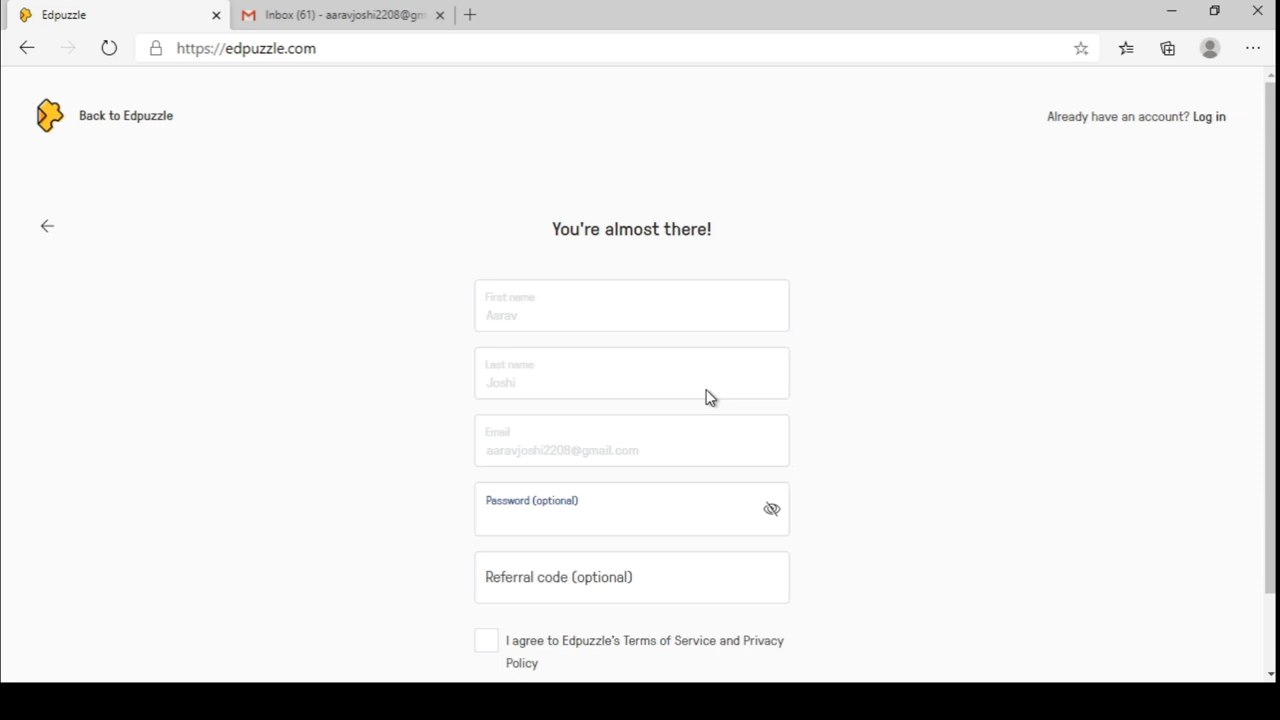 Edpuzzle
Inbox (61) - aaravjoshi2208@gm
https://edpuzzle.com
Back to Edpuzzle
Already have an account? Log in
You're almost there!
First name
Aarav
Last name
Joshi
Email
aaravjoshi2208@gmail.com
Password (optional)
Referral code (optional)
I agree to Edpuzzle's Terms of Service and Privacy
Policy